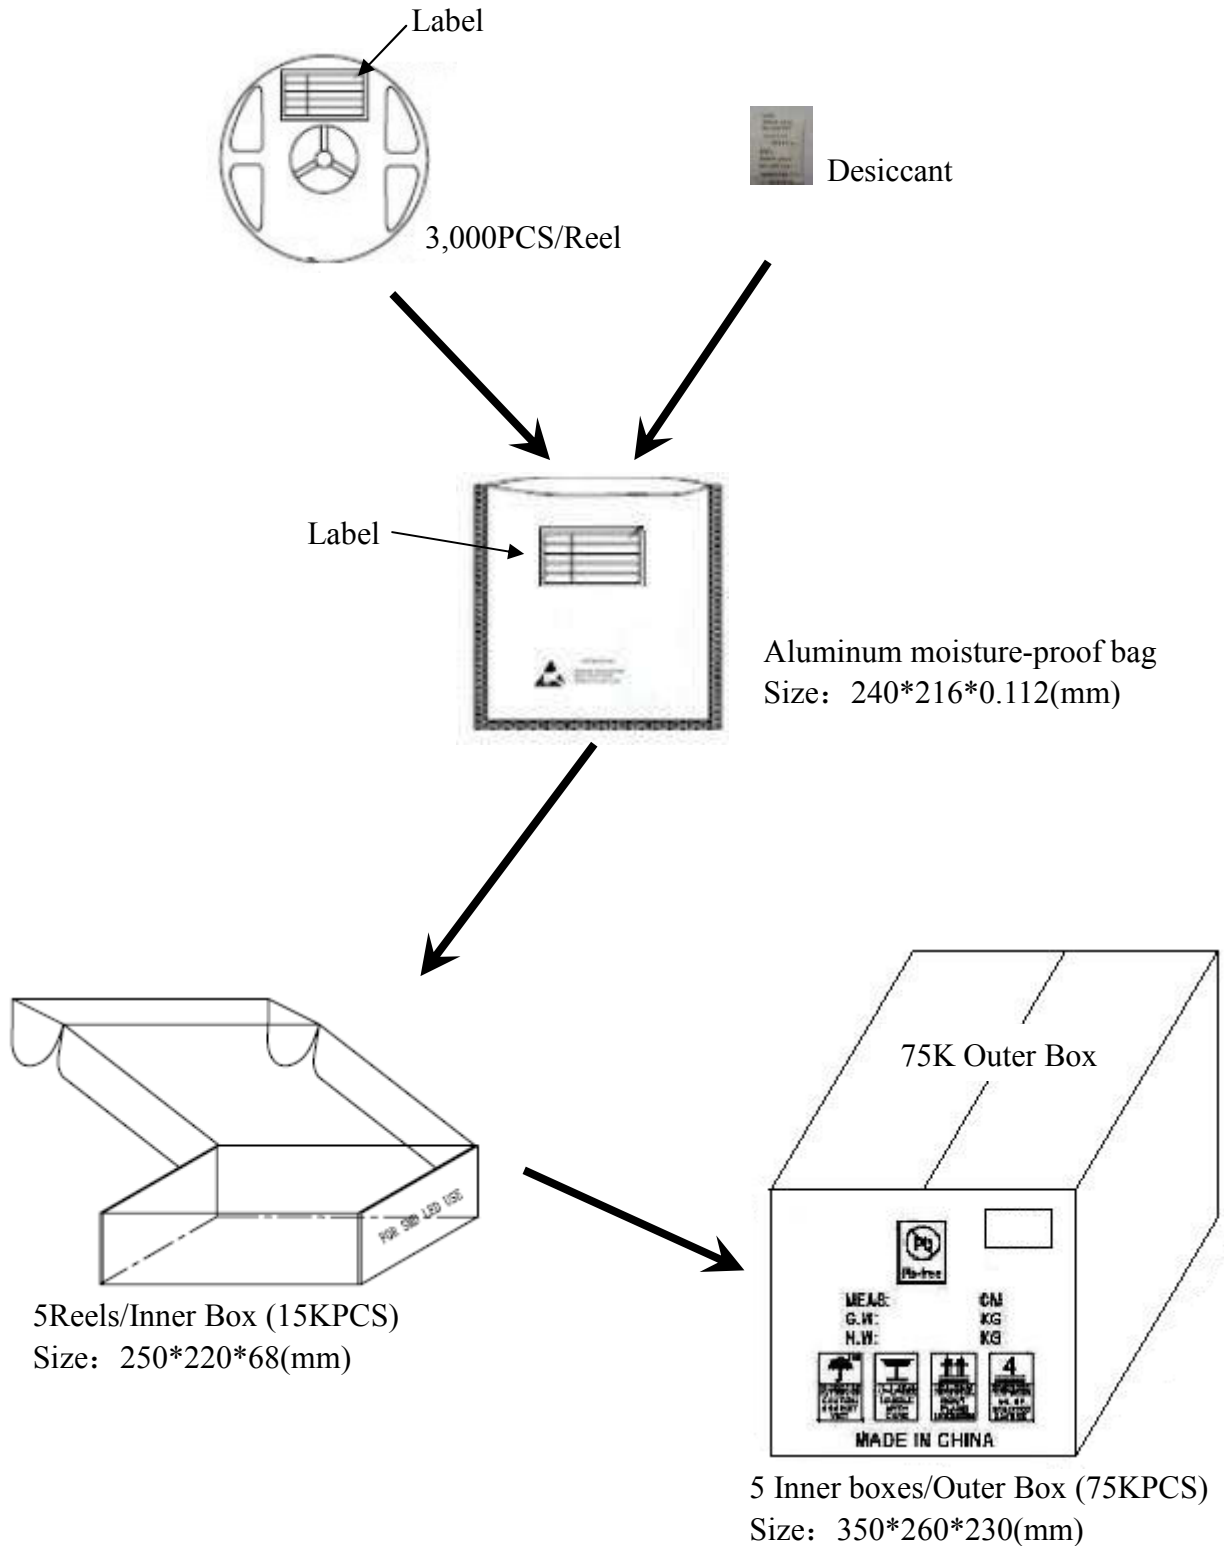 Label
Desiccant
3,000PCS/Reel
Label
Aluminum moisture-proof bag
Size：240*216*0.112(mm)
75K Outer Box
FOR SMD LED USE
5Reels/Inner Box (15KPCS)
Size：250*220*68(mm)
Pb
Pb-free
MEAS: CM
G.W: KG
N.W: KG
4
MADE IN CHINA
5 Inner boxes/Outer Box (75KPCS)
Size：350*260*230(mm)